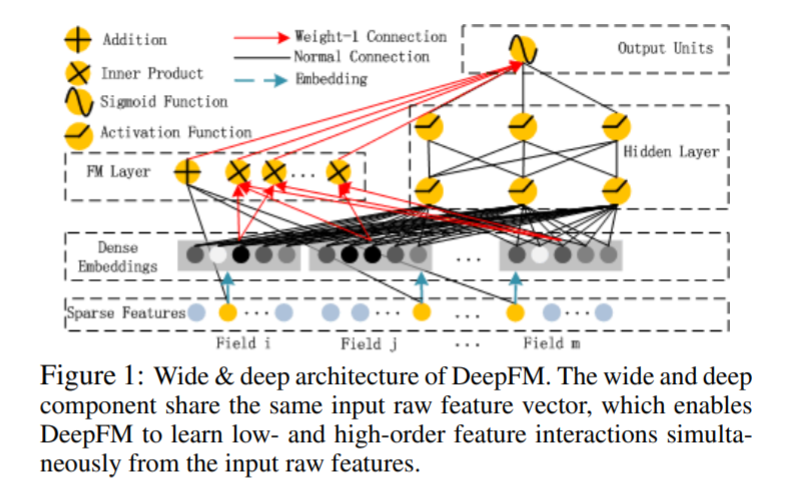 Addition
Inner Product
Sigmoid Function
Activation Function
Weight-1 Connection
Normal Connection
Embedding
Output Units
Hidden Layer
FM Layer
...
Dense
Embeddings
...
Sparse Features
... ... ... ...
Field i Field j ... Field m
Figure 1: Wide & deep architecture of DeepFM. The wide and deep
component share the same input raw feature vector, which enables
DeepFM to learn low- and high-order feature interactions simulta-
neously from the input raw features.